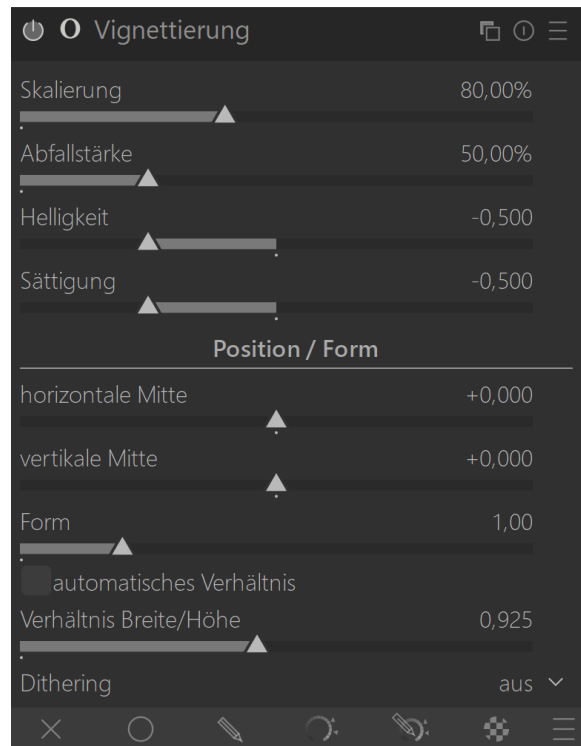 Vignettierung
Skalierung 80,00%
Abfallstärke 50,00%
Helligkeit -0,500
Sättigung -0,500
Position / Form
horizontale Mitte +0,000
vertikale Mitte +0,000
Form 1,00
automatisches Verhältnis
Verhältnis Breite/Höhe 0,925
Dithering aus